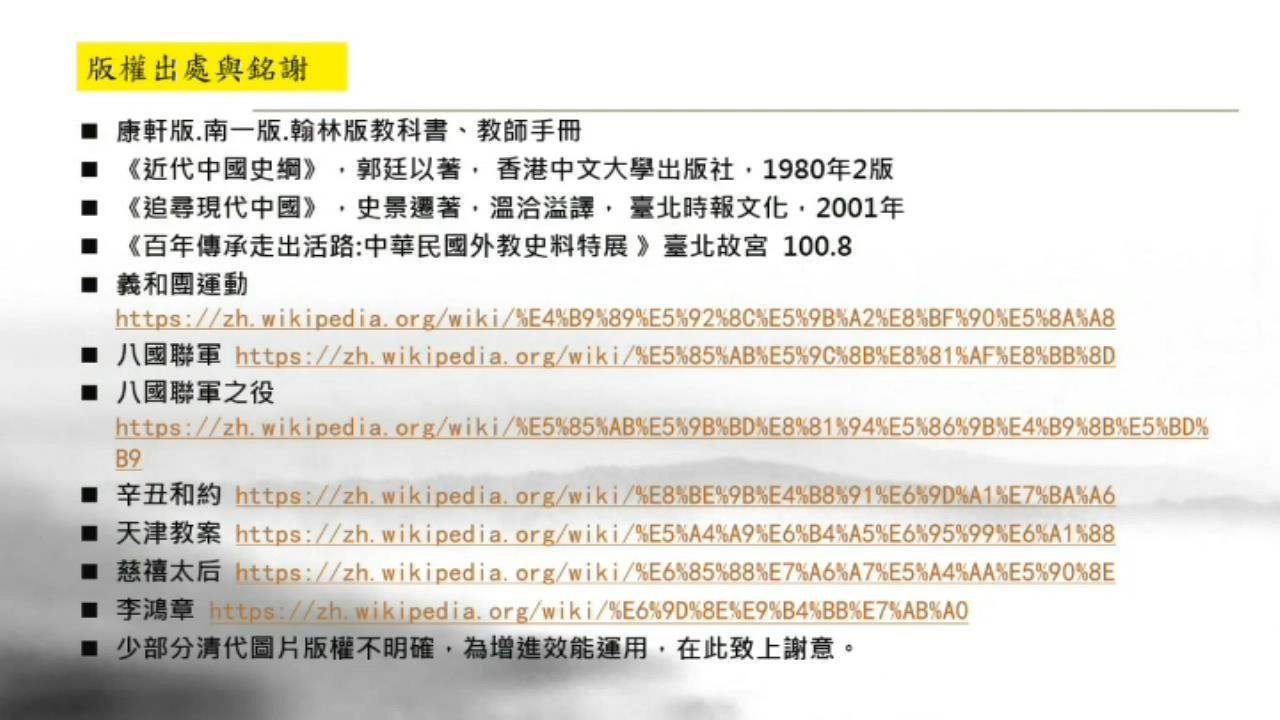 版權出處與銘謝
■ 康軒版.南一版.翰林版教科書、教師手冊
■ 《近代中國史綱》，郭廷以著， 香港中文大學出版社，1980年2版
■ 《追尋現代中國》，史景遷著，溫洽溢譯， 臺北時報文化，2001年
■ 《百年傳承走出活路:中華民國外教史料特展 》臺北故宮 100.8
■ 義和團運動
https://zh.wikipedia.org/wiki/%E4%B9%89%E5%92%8C%E5%9B%A2%E8%BF%90%E5%8A%A8
■ 八國聯軍 https://zh.wikipedia.org/wiki/%E5%85%AB%E5%9C%8B%E8%81%AF%E8%BB%8D
■ 八國聯軍之役
https://zh.wikipedia.org/wiki/%E5%85%AB%E5%9B%BD%E8%81%94%E5%86%9B%E4%B9%8B%E5%BD%
B9
■ 辛丑和約 https://zh.wikipedia.org/wiki/%E8%BE%9B%E4%B8%91%E6%9D%A1%E7%BA%A6
■ 天津教案 https://zh.wikipedia.org/wiki/%E5%A4%A9%E6%B4%A5%E6%95%99%E6%A1%88
■ 慈禧太后 https://zh.wikipedia.org/wiki/%E6%85%88%E7%A6%A7%E5%A4%AA%E5%90%8E
■ 李鴻章 https://zh.wikipedia.org/wiki/%E6%9D%8E%E9%B4%BB%E7%AB%A0
■ 少部分清代圖片版權不明確，為增進效能運用，在此致上謝意。